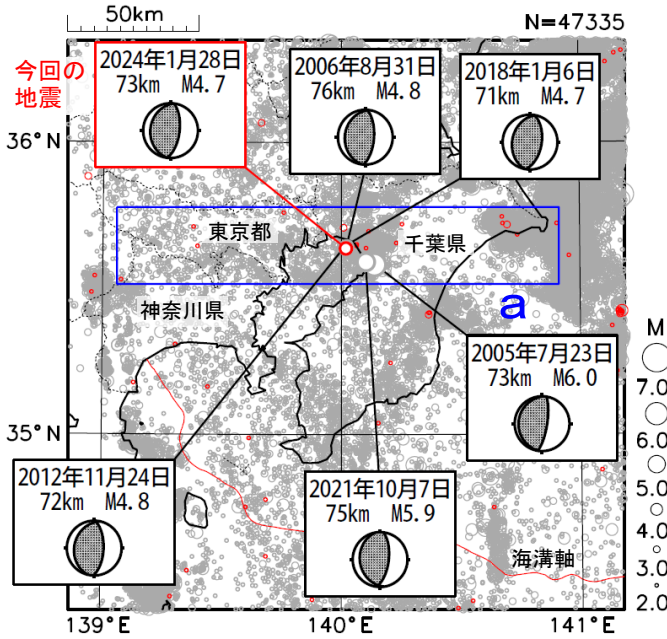 50km
N=47335
今回の
地震
2024年1月28日
73km M4.7
2006年8月31日
76km M4.8
2018年1月6日
71km M4.7
36°N
東京都
千葉県
神奈川県
a
2005年7月23日
73km M6.0
M
7.0
6.0
5.0
4.0
3.0
2.0
35°N
2012年11月24日
72km M4.8
2021年10月7日
75km M5.9
海溝軸
139°E
140°E
141°E